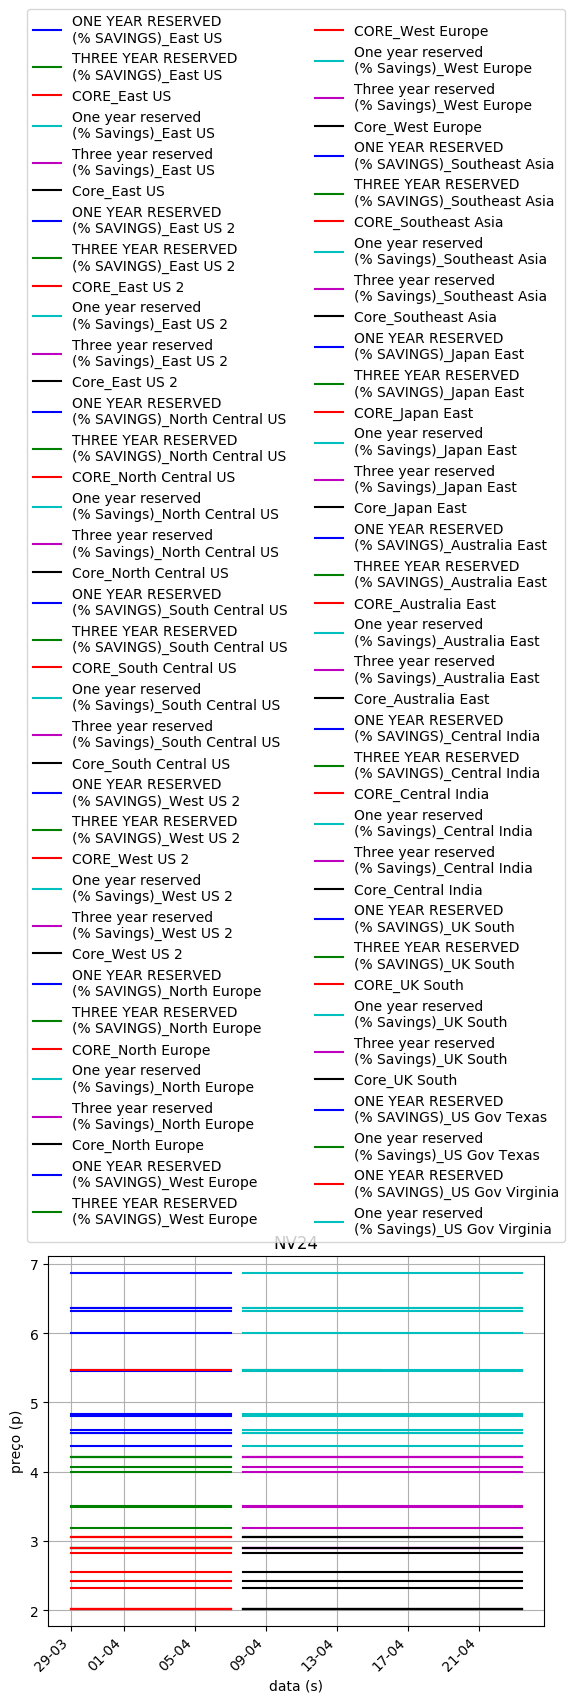 ONE YEAR RESERVED
(% SAVINGS)_East US
THREE YEAR RESERVED
(% SAVINGS)_East US
CORE_East US
One year reserved
(% Savings)_East US
Three year reserved
(% Savings)_East US
Core_East US
ONE YEAR RESERVED
(% SAVINGS)_East US 2
THREE YEAR RESERVED
(% SAVINGS)_East US 2
CORE_East US 2
One year reserved
(% Savings)_East US 2
Three year reserved
(% Savings)_East US 2
Core_East US 2
ONE YEAR RESERVED
(% SAVINGS)_North Central US
THREE YEAR RESERVED
(% SAVINGS)_North Central US
CORE_North Central US
One year reserved
(% Savings)_North Central US
Three year reserved
(% Savings)_North Central US
Core_North Central US
ONE YEAR RESERVED
(% SAVINGS)_South Central US
THREE YEAR RESERVED
(% SAVINGS)_South Central US
CORE_South Central US
One year reserved
(% Savings)_South Central US
Three year reserved
(% Savings)_South Central US
Core_South Central US
ONE YEAR RESERVED
(% SAVINGS)_West US 2
THREE YEAR RESERVED
(% SAVINGS)_West US 2
CORE_West US 2
One year reserved
(% Savings)_West US 2
Three year reserved
(% Savings)_West US 2
Core_West US 2
ONE YEAR RESERVED
(% SAVINGS)_North Europe
THREE YEAR RESERVED
(% SAVINGS)_North Europe
CORE_North Europe
One year reserved
(% Savings)_North Europe
Three year reserved
(% Savings)_North Europe
Core_North Europe
ONE YEAR RESERVED
(% SAVINGS)_West Europe
THREE YEAR RESERVED
(% SAVINGS)_West Europe
CORE_West Europe
One year reserved
(% Savings)_West Europe
Three year reserved
(% Savings)_West Europe
Core_West Europe
ONE YEAR RESERVED
(% SAVINGS)_Southeast Asia
THREE YEAR RESERVED
(% SAVINGS)_Southeast Asia
CORE_Southeast Asia
One year reserved
(% Savings)_Southeast Asia
Three year reserved
(% Savings)_Southeast Asia
Core_Southeast Asia
ONE YEAR RESERVED
(% SAVINGS)_Japan East
THREE YEAR RESERVED
(% SAVINGS)_Japan East
CORE_Japan East
One year reserved
(% Savings)_Japan East
Three year reserved
(% Savings)_Japan East
Core_Japan East
ONE YEAR RESERVED
(% SAVINGS)_Australia East
THREE YEAR RESERVED
(% SAVINGS)_Australia East
CORE_Australia East
One year reserved
(% Savings)_Australia East
Three year reserved
(% Savings)_Australia East
Core_Australia East
ONE YEAR RESERVED
(% SAVINGS)_Central India
THREE YEAR RESERVED
(% SAVINGS)_Central India
CORE_Central India
One year reserved
(% Savings)_Central India
Three year reserved
(% Savings)_Central India
Core_Central India
ONE YEAR RESERVED
(% SAVINGS)_UK South
THREE YEAR RESERVED
(% SAVINGS)_UK South
CORE_UK South
One year reserved
(% Savings)_UK South
Three year reserved
(% Savings)_UK South
Core_UK South
ONE YEAR RESERVED
(% SAVINGS)_US Gov Texas
One year reserved
(% Savings)_US Gov Texas
ONE YEAR RESERVED
(% SAVINGS)_US Gov Virginia
One year reserved
(% Savings)_US Gov Virginia
NV24
7
6
5
4
3
2
preço (p)
29-03
01-04
05-04
09-04
13-04
17-04
21-04
data (s)